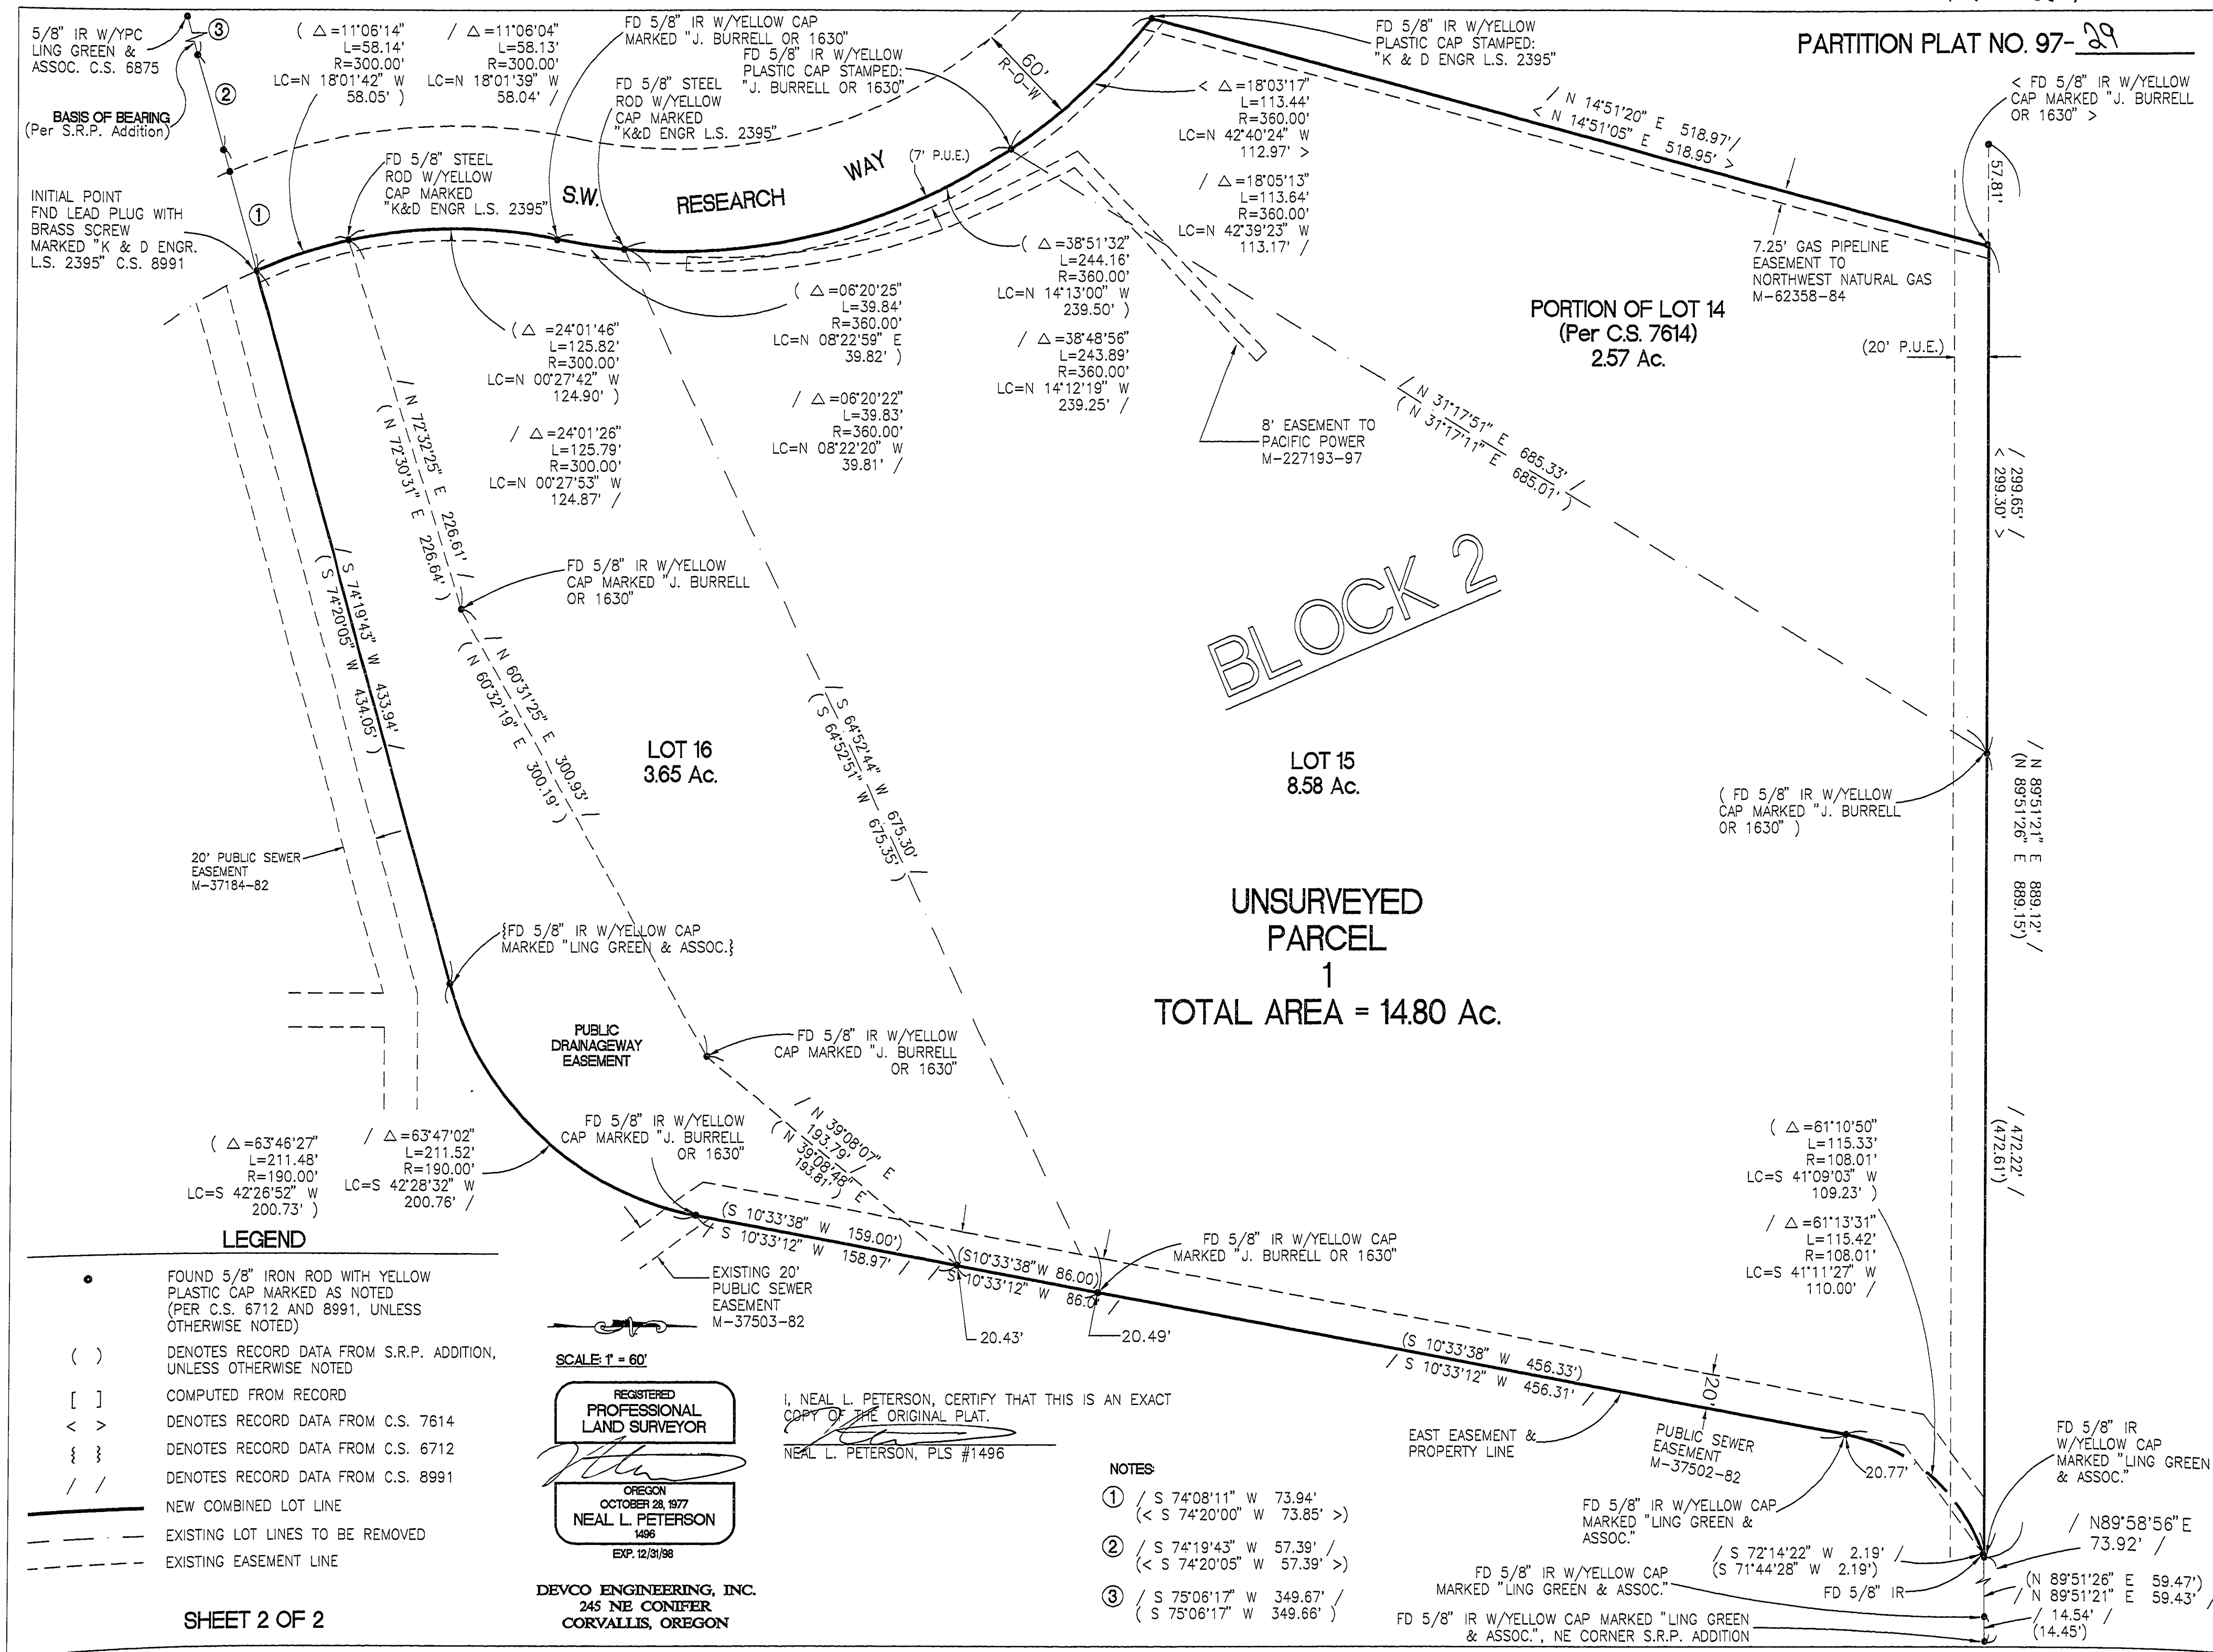 PARTITION PLAT NO. 97-29
5/8" IR W/YPC
LING GREEN &
ASSOC. C.S. 6875
③
②
①
BASIS OF BEARING
(Per S.R.P. Addition)
INITIAL POINT
FND LEAD PLUG WITH
BRASS SCREW
MARKED "K & D ENGR.
L.S. 2395" C.S. 8991
( △=11°06'14"
L=58.14'
R=300.00'
LC=N 18°01'42" W
58.05' )
/ △=11°06'04"
L=58.13'
R=300.00'
LC=N 18°01'39" W
58.04' /
FD 5/8" IR W/YELLOW CAP
MARKED "J. BURRELL OR 1630"
FD 5/8" IR W/YELLOW
PLASTIC CAP STAMPED:
"J. BURRELL OR 1630"
FD 5/8" STEEL
ROD W/YELLOW
CAP MARKED
"K&D ENGR L.S. 2395"
FD 5/8" STEEL
ROD W/YELLOW
CAP MARKED
"K&D ENGR L.S. 2395"
60'
R-O-W
S.W. RESEARCH WAY
(7' P.U.E.)
FD 5/8" IR W/YELLOW
PLASTIC CAP STAMPED:
"K & D ENGR L.S. 2395"
< △=18°03'17"
L=113.44'
R=360.00'
LC=N 42°40'24" W
112.97' >
/ △=18°05'13"
L=113.64'
R=360.00'
LC=N 42°39'23" W
113.17' /
/ N 14°51'20" E 518.97'/
< N 14°51'05" E 518.95' >
< FD 5/8" IR W/YELLOW
CAP MARKED "J. BURRELL
OR 1630" >
57.81'
7.25' GAS PIPELINE
EASEMENT TO
NORTHWEST NATURAL GAS
M-62358-84
PORTION OF LOT 14
(Per C.S. 7614)
2.57 Ac.
(20' P.U.E.)
( △=38°51'32"
L=244.16'
R=360.00'
LC=N 14°13'00" W
239.50' )
/ △=38°48'56"
L=243.89'
R=360.00'
LC=N 14°12'19" W
239.25' /
( △=06°20'25"
L=39.84'
R=360.00'
LC=N 08°22'59" E
39.82' )
/ △=06°20'22"
L=39.83'
R=360.00'
LC=N 08°22'20" W
39.81' /
( △ =24°01'46"
L=125.82'
R=300.00'
LC=N 00°27'42" W
124.90' )
/ △=24°01'26"
L=125.79'
R=300.00'
LC=N 00°27'53" W
124.87' /
8' EASEMENT TO
PACIFIC POWER
M-227193-97
/ N 31°17'51" E 685.33' /
( N 31°17'11" E 685.01' )
/ 299.65' /
< 299.30' >
/ N 72°32'25" E 226.61' /
( N 72°30'31" E 226.64' )
/ S 74°19'43" W 433.94' /
( S 74°20'05" W 434.05' )
FD 5/8" IR W/YELLOW
CAP MARKED "J. BURRELL
OR 1630"
/ N 60°31'25" E 300.93' /
( N 60°32'19" E 300.19' )
BLOCK 2
/ S 64°52'44" W 675.30' /
( S 64°52'51" W 675.35' )
LOT 16
3.65 Ac.
LOT 15
8.58 Ac.
( FD 5/8" IR W/YELLOW
CAP MARKED "J. BURRELL
OR 1630" )
/ N 89°51'21" E 889.12' /
(N 89°51'26" E 889.15')
20' PUBLIC SEWER
EASEMENT
M-37184-82
UNSURVEYED
PARCEL
1
TOTAL AREA = 14.80 Ac.
{FD 5/8" IR W/YELLOW CAP
MARKED "LING GREEN & ASSOC.}
PUBLIC
DRAINAGEWAY
EASEMENT
FD 5/8" IR W/YELLOW
CAP MARKED "J. BURRELL
OR 1630"
FD 5/8" IR W/YELLOW
CAP MARKED "J. BURRELL
OR 1630"
/ N 39°08'07" E
193.79' /
( N 39°08'48" E
193.81' )
( △=63°46'27"
L=211.48'
R=190.00'
LC=S 42°26'52" W
200.73' )
/ △=63°47'02"
L=211.52'
R=190.00'
LC=S 42°28'32" W
200.76' /
( △=61°10'50"
L=115.33'
R=108.01'
LC=S 41°09'03" W
109.23' )
/ △=61°13'31"
L=115.42'
R=108.01'
LC=S 41°11'27" W
110.00' /
/ 472.22' /
(472.61')
(S 10°33'38" W 159.00')
/ S 10°33'12" W 158.97' /
(S10°33'38"W 86.00)
/ S 10°33'12" W 86.0' /
FD 5/8" IR W/YELLOW CAP
MARKED "J. BURRELL OR 1630"
EXISTING 20'
PUBLIC SEWER
EASEMENT
M-37503-82
20.43'
20.49'
(S 10°33'38" W 456.33)
/ S 10°33'12" W 456.31' /
20'
EAST EASEMENT &
PROPERTY LINE
PUBLIC SEWER
EASEMENT
M-37502-82
20.77'
FD 5/8" IR
W/YELLOW CAP
MARKED "LING GREEN
& ASSOC."
FD 5/8" IR W/YELLOW CAP
MARKED "LING GREEN &
ASSOC."
/ N89°58'56"E
73.92' /
/ S 72°14'22" W 2.19' /
(S 71°44'28" W 2.19')
FD 5/8" IR
FD 5/8" IR W/YELLOW CAP
MARKED "LING GREEN & ASSOC."
(N 89°51'26" E 59.47')
/ N 89°51'21" E 59.43' /
/ 14.54' /
(14.45')
FD 5/8" IR W/YELLOW CAP MARKED "LING GREEN
& ASSOC.", NE CORNER S.R.P. ADDITION
LEGEND
FOUND 5/8" IRON ROD WITH YELLOW
PLASTIC CAP MARKED AS NOTED
(PER C.S. 6712 AND 8991, UNLESS
OTHERWISE NOTED)
( ) DENOTES RECORD DATA FROM S.R.P. ADDITION,
UNLESS OTHERWISE NOTED
[ ] COMPUTED FROM RECORD
< > DENOTES RECORD DATA FROM C.S. 7614
{ } DENOTES RECORD DATA FROM C.S. 6712
/ / DENOTES RECORD DATA FROM C.S. 8991
NEW COMBINED LOT LINE
EXISTING LOT LINES TO BE REMOVED
EXISTING EASEMENT LINE
SHEET 2 OF 2
SCALE: 1" = 60'
REGISTERED
PROFESSIONAL
LAND SURVEYOR
OREGON
OCTOBER 28, 1977
NEAL L. PETERSON
1496
EXP. 12/31/98
DEVCO ENGINEERING, INC.
245 NE CONIFER
CORVALLIS, OREGON
I, NEAL L. PETERSON, CERTIFY THAT THIS IS AN EXACT
COPY OF THE ORIGINAL PLAT.
NEAL L. PETERSON, PLS #1496
NOTES:
① / S 74°08'11" W 73.94'
(< S 74°20'00" W 73.85' >)
② / S 74°19'43" W 57.39' /
(< S 74°20'05" W 57.39' >)
③ / S 75°06'17" W 349.67' /
( S 75°06'17" W 349.66' )